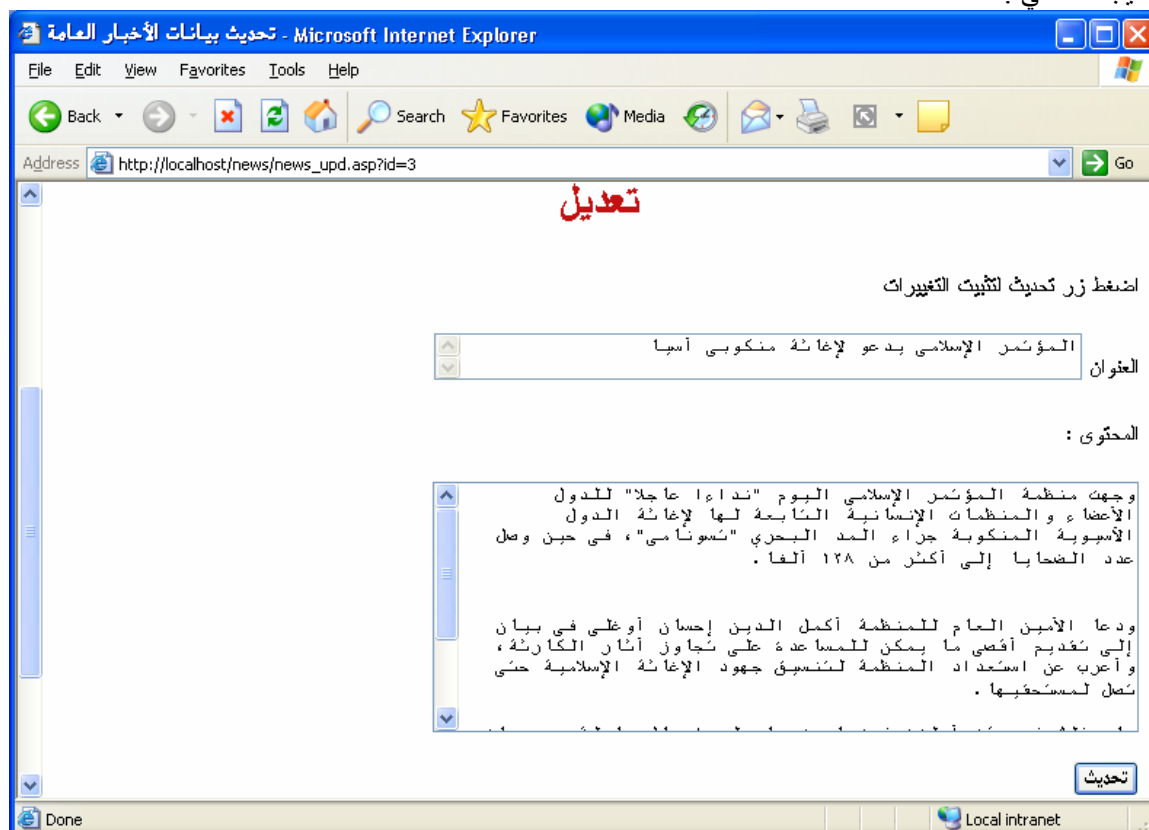 تحديث بيانات الأخبار العامة - Microsoft Internet Explorer
File Edit View Favorites Tools Help
Back Search Favorites Media
Address http://localhost/news/news_upd.asp?id=3 Go
تعديل
اضغط زر تحديث لتثبيت التغييرات
المؤتمر الإسلامي يدعو لإغاثة منكوبي آسيا
العنوان
المحتوى :
وجهت منظمة المؤتمر الإسلامي اليوم "نداءا عاجلا" للدول
الأعضاء والمنظمات الإنسانية التابعة لها لإغاثة الدول
الآسيوية المنكوبة جراء المد البحري "تسونامي"، في حين وصل
عدد الضحايا إلى أكثر من ١٢٨ ألفا.
ودعا الأمين العام للمنظمة أكمل الدين إحسان أوغلي في بيان
إلى تقديم أقصى ما يمكن للمساعدة على تجاوز آثار الكارثة،
وأعرب عن استعداد المنظمة لتنسيق جهود الإغاثة الإسلامية حتى
تصل لمستحقيها.
تحديث
Done Local intranet